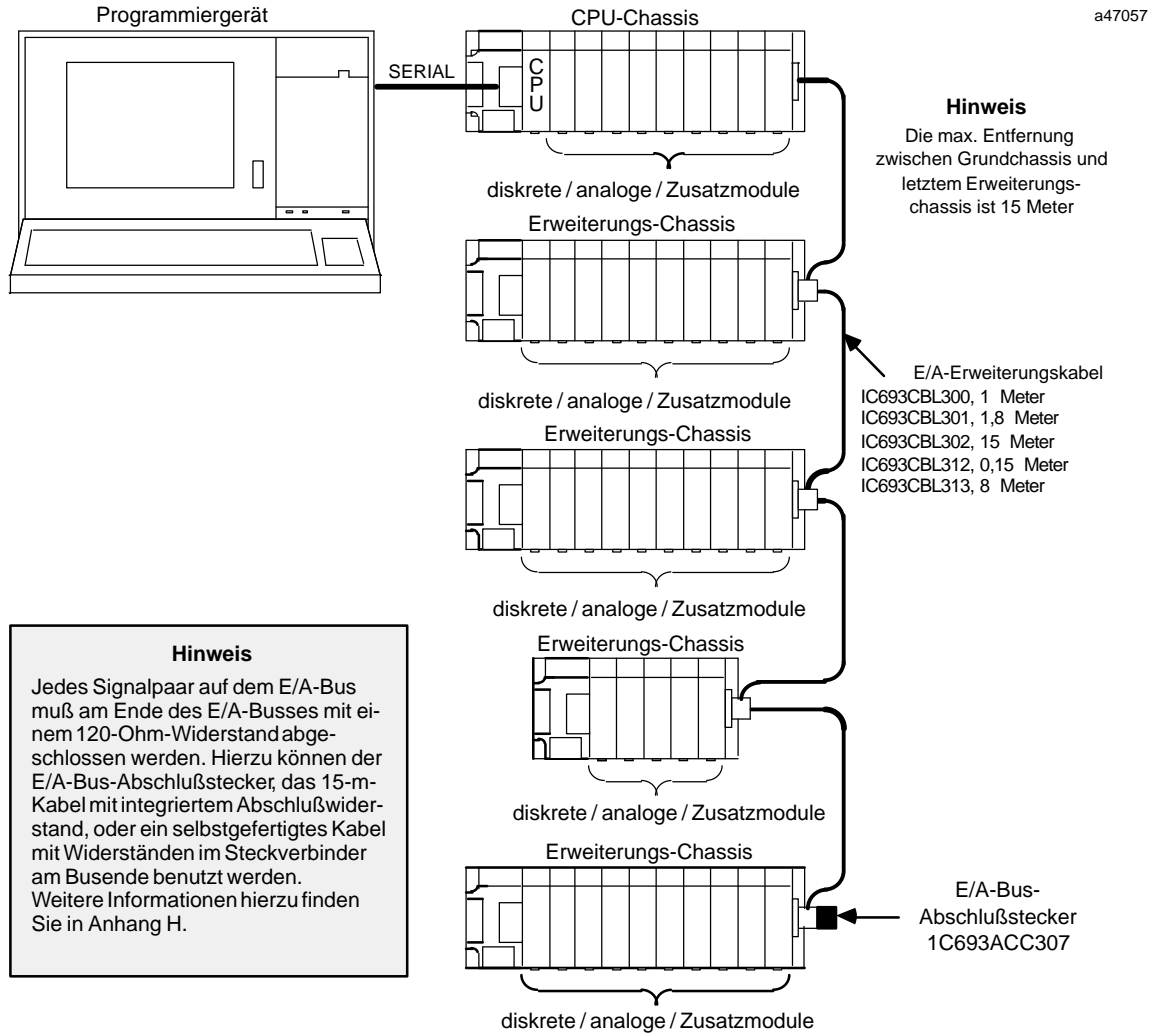 Programmiergerät
CPU-Chassis
a47057
SERIAL
C
P
U
Hinweis
Die max. Entfernung
zwischen Grundchassis und
letztem Erweiterungs-
chassis ist 15 Meter
diskrete / analoge / Zusatzmodule
Erweiterungs-Chassis
E/A-Erweiterungskabel
IC693CBL300, 1 Meter
IC693CBL301, 1,8 Meter
IC693CBL302, 15 Meter
IC693CBL312, 0,15 Meter
IC693CBL313, 8 Meter
diskrete / analoge / Zusatzmodule
Erweiterungs-Chassis
diskrete / analoge / Zusatzmodule
Erweiterungs-Chassis
Hinweis
Jedes Signalpaar auf dem E/A-Bus
muß am Ende des E/A-Busses mit ei-
nem 120-Ohm-Widerstand abge-
schlossen werden. Hierzu können der
E/A-Bus-Abschlußstecker, das 15-m-
Kabel mit integriertem Abschlußwider-
stand, oder ein selbstgefertigtes Kabel
mit Widerständen im Steckverbinder
am Busende benutzt werden.
Weitere Informationen hierzu finden
Sie in Anhang H.
diskrete / analoge / Zusatzmodule
Erweiterungs-Chassis
E/A-Bus-
Abschlußstecker
1C693ACC307
diskrete / analoge / Zusatzmodule